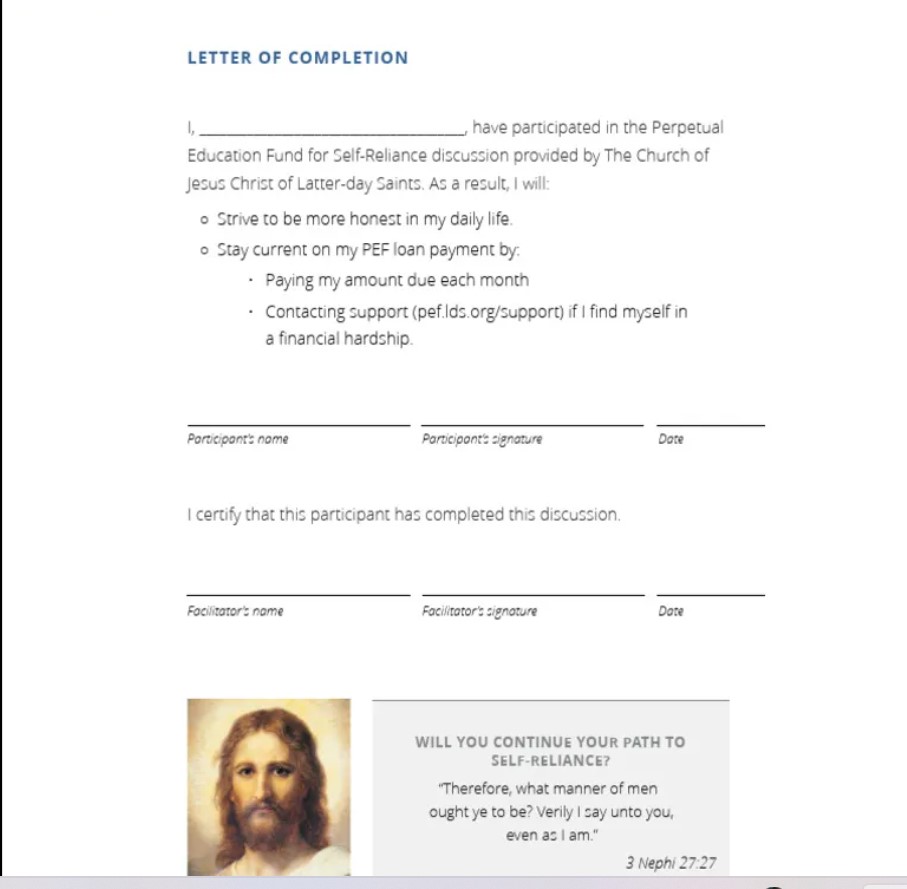 LETTER OF COMPLETION
I, ______________________________, have participated in the Perpetual
Education Fund for Self-Reliance discussion provided by The Church of
Jesus Christ of Latter-day Saints. As a result, I will:
o Strive to be more honest in my daily life.
o Stay current on my PEF loan payment by:
· Paying my amount due each month
· Contacting support (pef.lds.org/support) if I find myself in
a financial hardship.
Participant's name Participant's signature Date
I certify that this participant has completed this discussion.
Facilitator's name Facilitator's signature Date
WILL YOU CONTINUE YOUR PATH TO
SELF-RELIANCE?
"Therefore, what manner of men
ought ye to be? Verily I say unto you,
even as I am."
3 Nephi 27:27